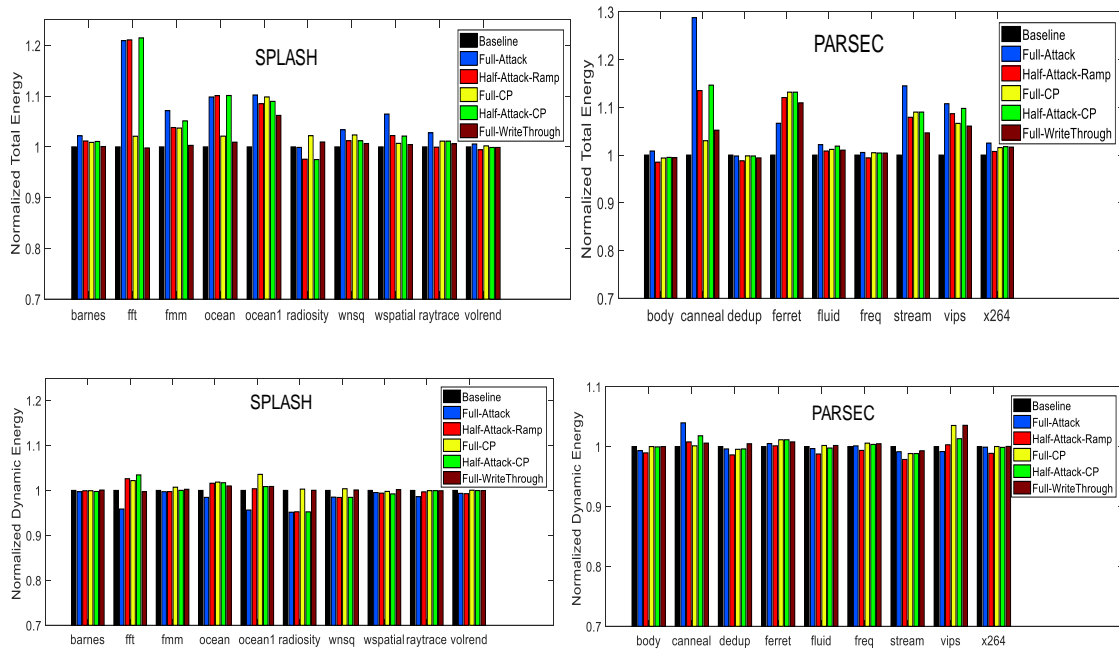 SPLASH
Baseline
Full-Attack
Half-Attack-Ramp
Full-CP
Half-Attack-CP
Full-WriteThrough
Normalized Total Energy
1.2
1.1
1
0.9
0.8
0.7
barnes fft fmm ocean ocean1 radiosity wnsq wspatial raytrace volrend
PARSEC
Baseline
Full-Attack
Half-Attack-Ramp
Full-CP
Half-Attack-CP
Full-WriteThrough
Normalized Total Energy
1.3
1.2
1.1
1
0.9
0.8
0.7
body canneal dedup ferret fluid freq stream vips x264
SPLASH
Baseline
Full-Attack
Half-Attack-Ramp
Full-CP
Half-Attack-CP
Full-WriteThrough
Normalized Dynamic Energy
1.2
1.1
1
0.9
0.8
0.7
barnes fft fmm ocean ocean1 radiosity wnsq wspatial raytrace volrend
PARSEC
Baseline
Full-Attack
Half-Attack-Ramp
Full-CP
Half-Attack-CP
Full-WriteThrough
Normalized Dynamic Energy
1.1
1
0.9
0.8
0.7
body canneal dedup ferret fluid freq stream vips x264